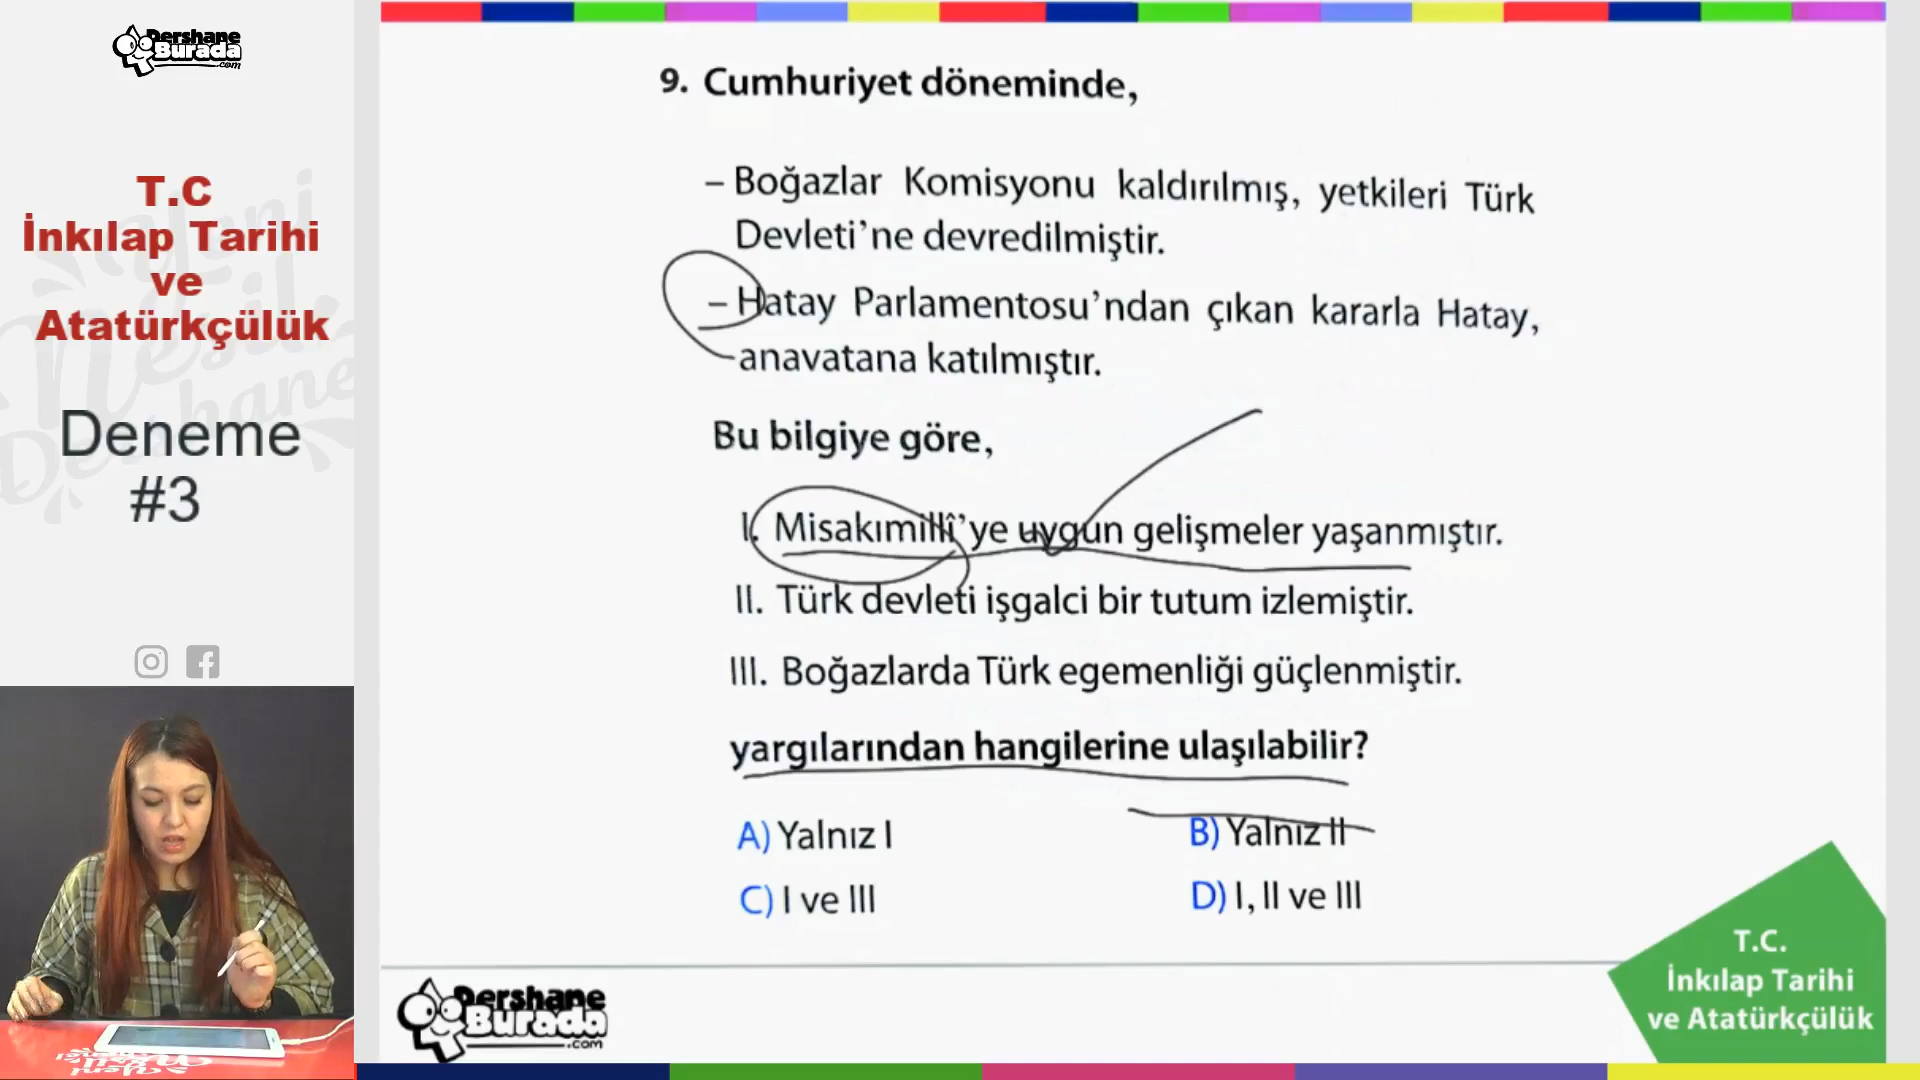 Dershane
Burada
.com
T.C
İnkılap Tarihi
ve
Atatürkçülük
Deneme
#3
9. Cumhuriyet döneminde,
– Boğazlar Komisyonu kaldırılmış, yetkileri Türk
Devleti’ne devredilmiştir.
– Hatay Parlamentosu’ndan çıkan kararla Hatay,
anavatana katılmıştır.
Bu bilgiye göre,
I. Misakımillî’ye uygun gelişmeler yaşanmıştır.
II. Türk devleti işgalci bir tutum izlemiştir.
III. Boğazlarda Türk egemenliği güçlenmiştir.
yargılarından hangilerine ulaşılabilir?
A) Yalnız I
B) Yalnız II
C) I ve III
D) I, II ve III
T.C.
İnkılap Tarihi
ve Atatürkçülük
Dershane
Burada
.com